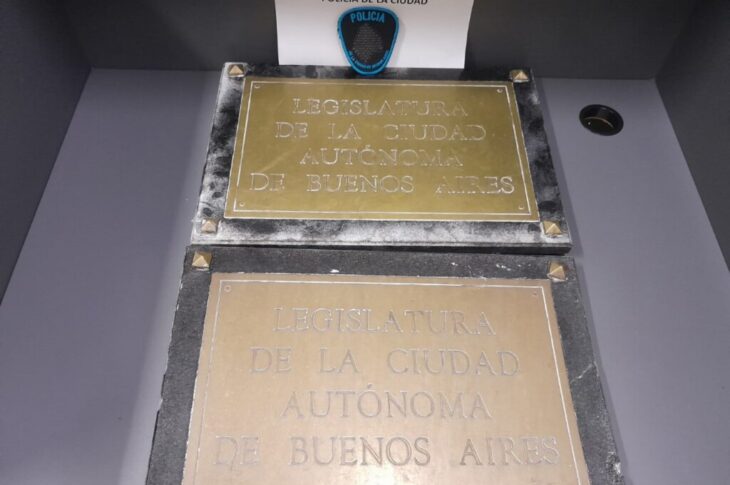 POLICÍA DE LA CIUDAD
POLICÍA
LEGISLATURA
DE LA CIUDAD
AUTÓNOMA
DE BUENOS AIRES
LEGISLATURA
DE LA CIUDAD
AUTÓNOMA
DE BUENOS AIRES